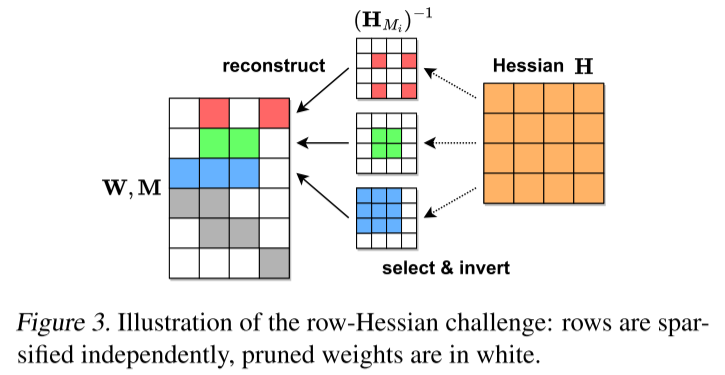 (H_{M_i})^{-1}
reconstruct
Hessian H
W, M
select & invert
Figure 3. Illustration of the row-Hessian challenge: rows are spar-
sified independently, pruned weights are in white.